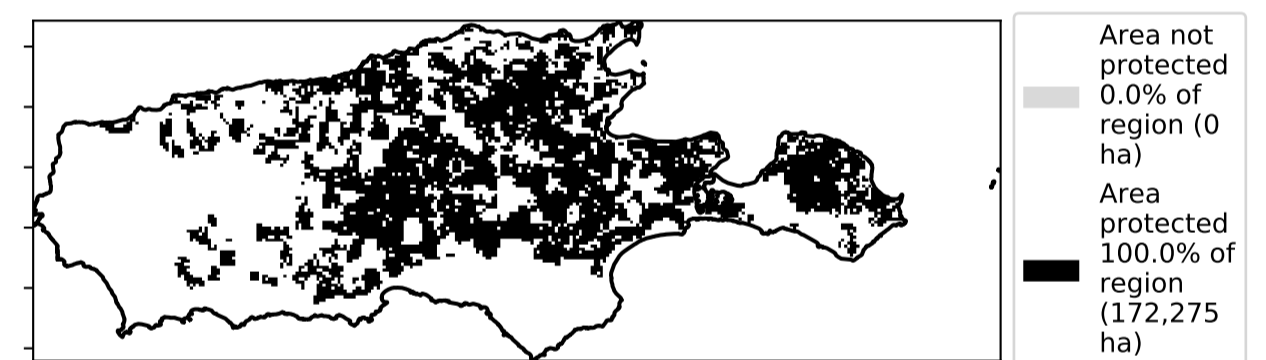 Area not
protected
0.0% of
region (0
ha)
Area
protected
100.0% of
region
(172,275
ha)